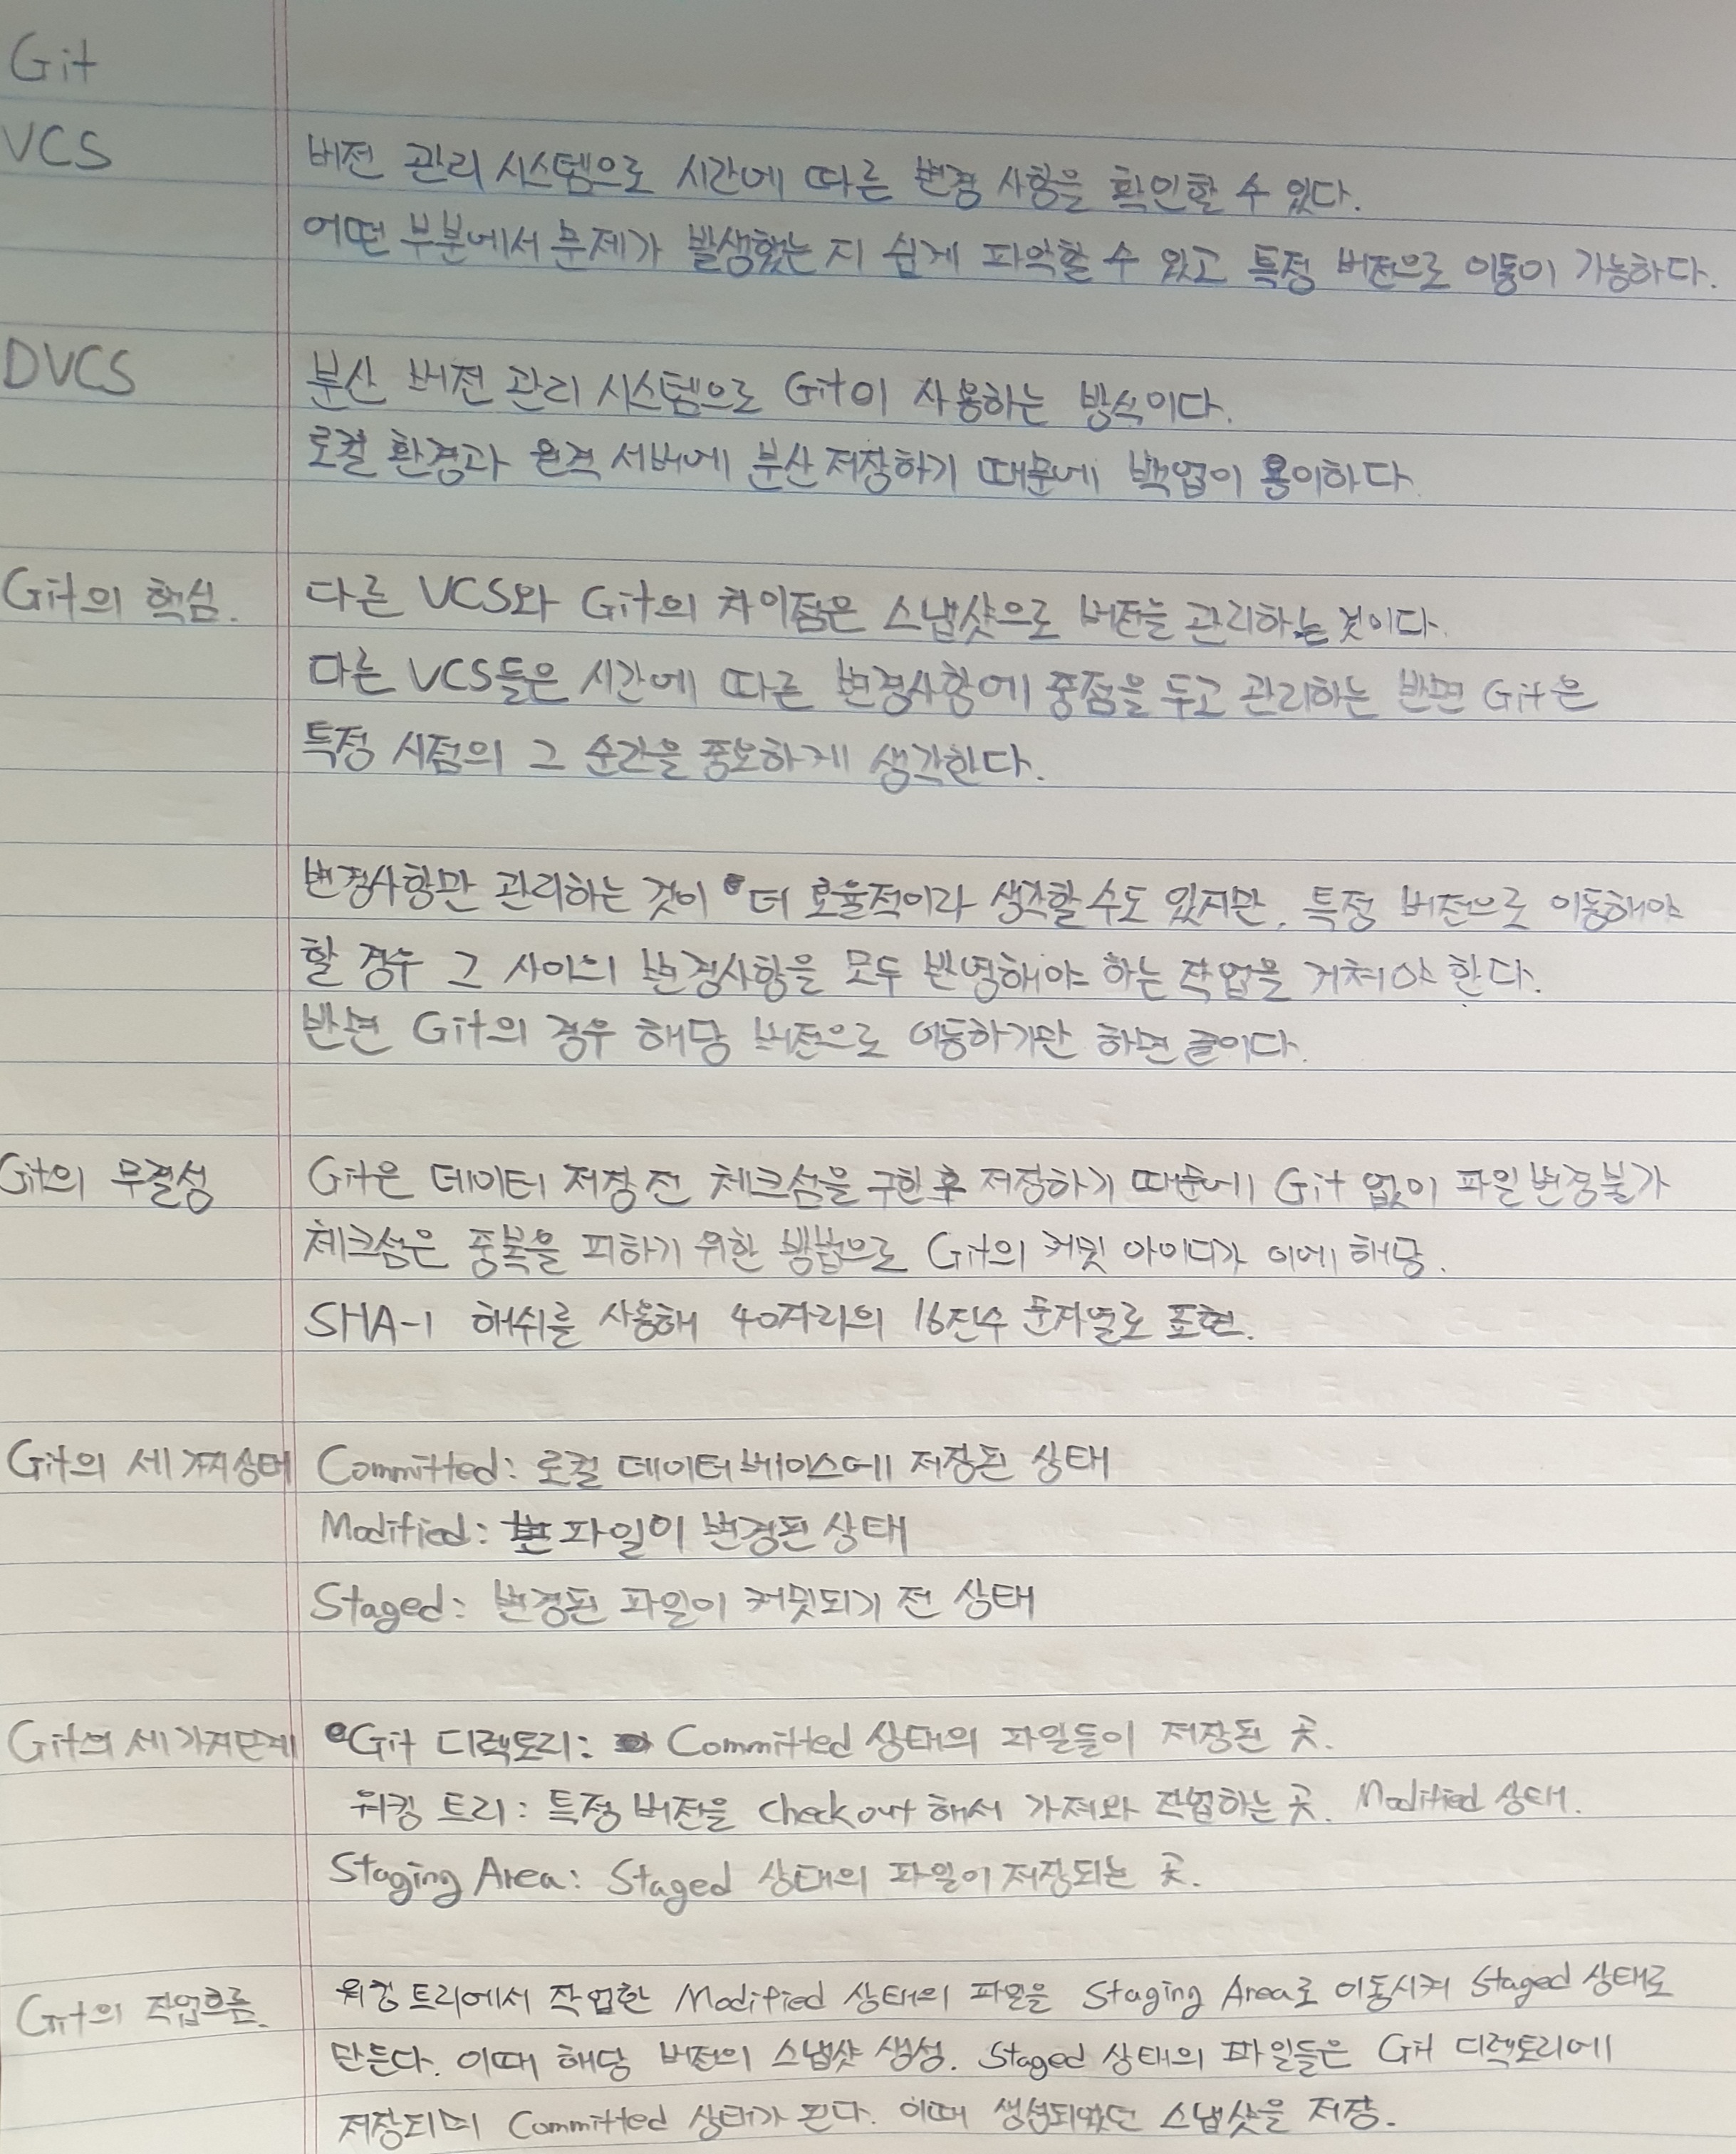 Git
VCS 버전 관리 시스템으로 시간에 따른 변경 사항을 확인할 수 있다.
어떤 부분에서 문제가 발생했는 지 쉽게 파악할 수 있고 특정 버전으로 이동이 가능하다.
DVCS 분산 버전 관리 시스템으로 Git이 사용하는 방식이다.
로컬 환경과 원격 서버에 분산 저장하기 때문에 백업이 용이하다
Git의 핵심. 다른 VCS와 Git의 차이점은 스냅샷으로 버전을 관리하는 것이다.
다른 VCS들은 시간에 따른 변경사항에 중점을 두고 관리하는 반면 Git은
특정 시점의 그 순간을 중요하게 생각한다.
변경사항만 관리하는 것이 더 효율적이라 생각할 수도 있지만, 특정 버전으로 이동해야
할 경우 그 사이의 변경사항을 모두 반영해야 하는 작업을 거쳐야 한다.
반면 Git의 경우 해당 버전으로 이동하기만 하면 끝이다.
Git의 무결성 Git은 데이터 저장 전 체크섬을 구한 후 저장하기 때문에 Git 없이 파일 변경 불가
체크섬은 중복을 피하기 위한 방법으로 Git의 커밋 아이디가 이에 해당.
SHA-1 해쉬를 사용해 40자리의 16진수 문자열로 표현.
Git의 세 가지 상태 Committed: 로컬 데이터베이스에 저장된 상태
Modified: 파일이 변경된 상태
Staged: 변경된 파일이 커밋되기 전 상태
Git의 세 가지 단계 Git 디렉토리: Committed 상태의 파일들이 저장된 곳.
워킹 트리: 특정 버전을 checkout 해서 가져와 작업하는 곳. Modified 상태.
Staging Area: Staged 상태의 파일이 저장되는 곳.
Git의 작업흐름. 워킹 트리에서 작업한 Modified 상태의 파일을 Staging Area로 이동시켜 Staged 상태로
만든다. 이때 해당 버전의 스냅샷 생성. Staged 상태의 파일들은 Git 디렉토리에
저장되며 Committed 상태가 된다. 이때 생성되었던 스냅샷을 저장.